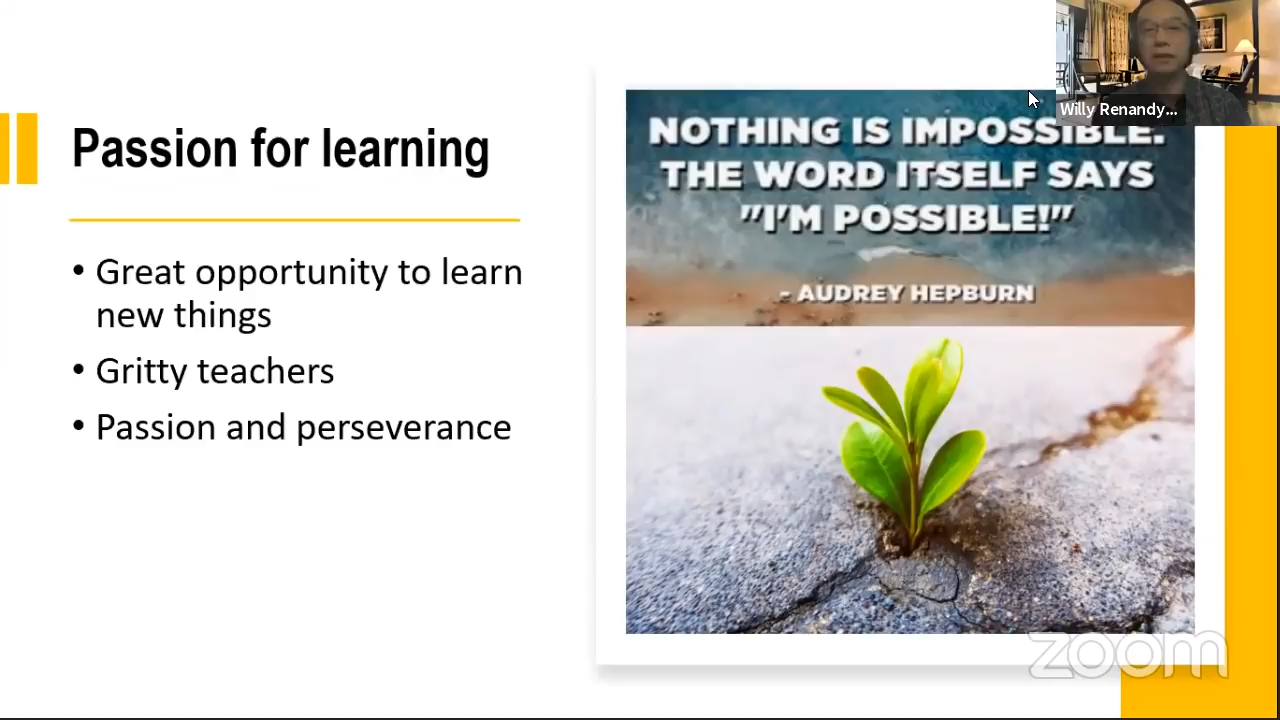 Passion for learning
• Great opportunity to learn
new things
• Gritty teachers
• Passion and perseverance
NOTHING IS IMPOSSIBLE.
THE WORD ITSELF SAYS
"I'M POSSIBLE!"
- AUDREY HEPBURN
Willy Renandy...
zoom